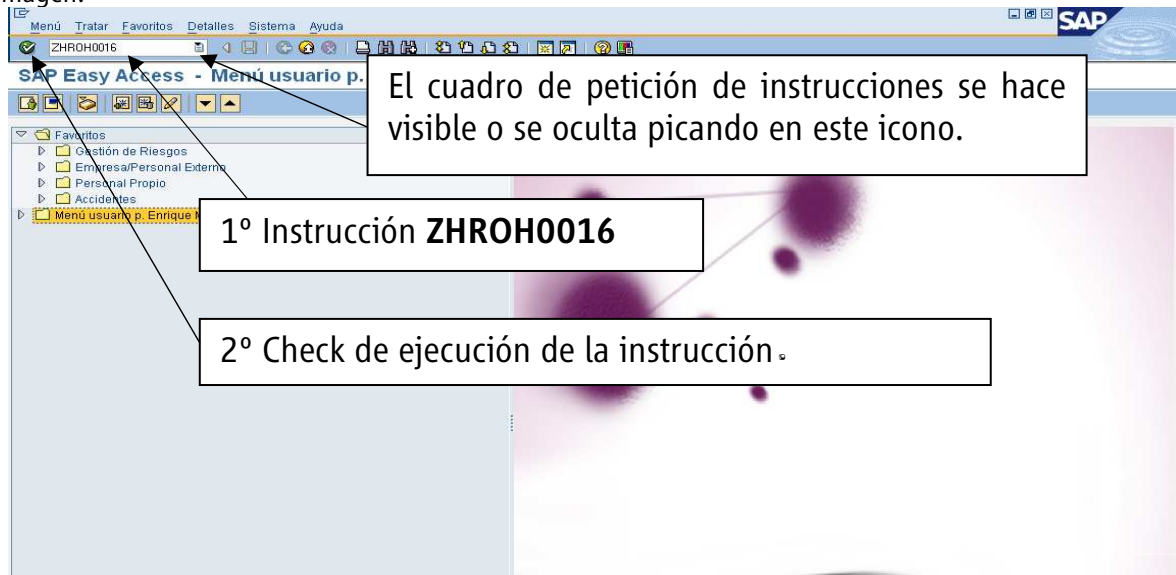 imagen.
Menú Tratar Favoritos Detalles Sistema Ayuda
SAP
ZHROH0016
SAP Easy Access - Menú usuario p.
El cuadro de petición de instrucciones se hace
visible o se oculta picando en este icono.
Favoritos
Gestión de Riesgos
Empresa/Personal Externo
Personal Propio
Accidentes
Menú usuario p. Enrique
1º Instrucción ZHROH0016
2º Check de ejecución de la instrucción.